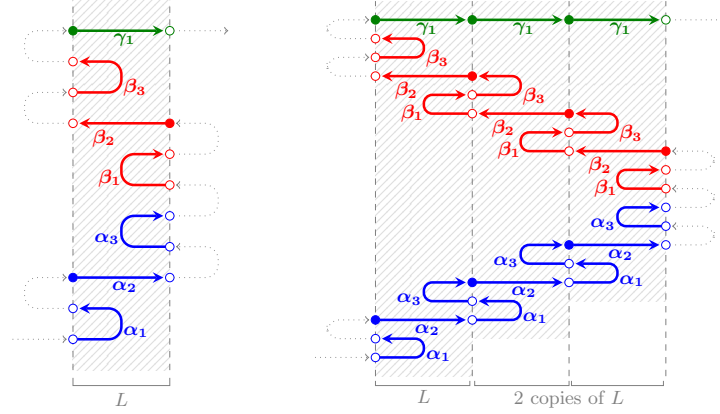 γ₁ γ₁ γ₁ γ₁
β₃ β₃
β₂ β₃
β₁ β₂ β₃
β₂
β₁ β₁ β₂
β₁
α₃ α₃
α₂ α₃ α₂
α₃ α₂ α₁
α₁ α₂ α₁
α₁
L L 2 copies of L